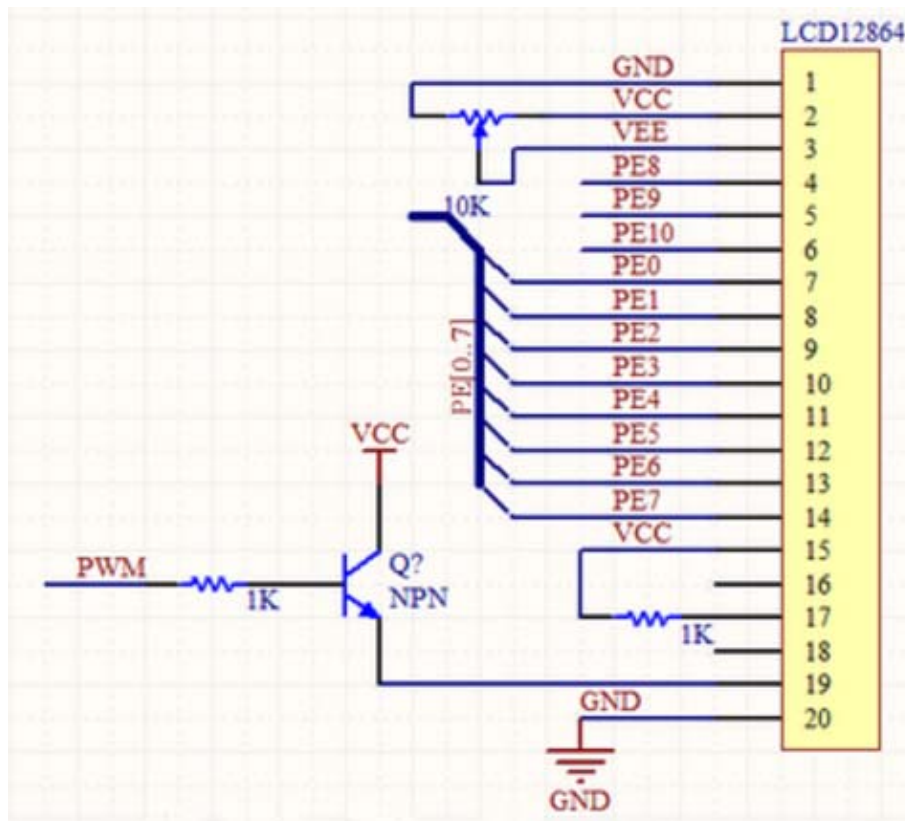 LCD12864
GND 1
VCC 2
VEE 3
PE8 4
10K
PE9 5
PE10 6
PE0 7
PE1 8
PE2 9
PE[0..7]
PE3 10
PE4 11
PE5 12
VCC
PE6 13
PE7 14
VCC 15
PWM
1K
Q?
NPN
16
1K
17
18
19
GND 20
GND